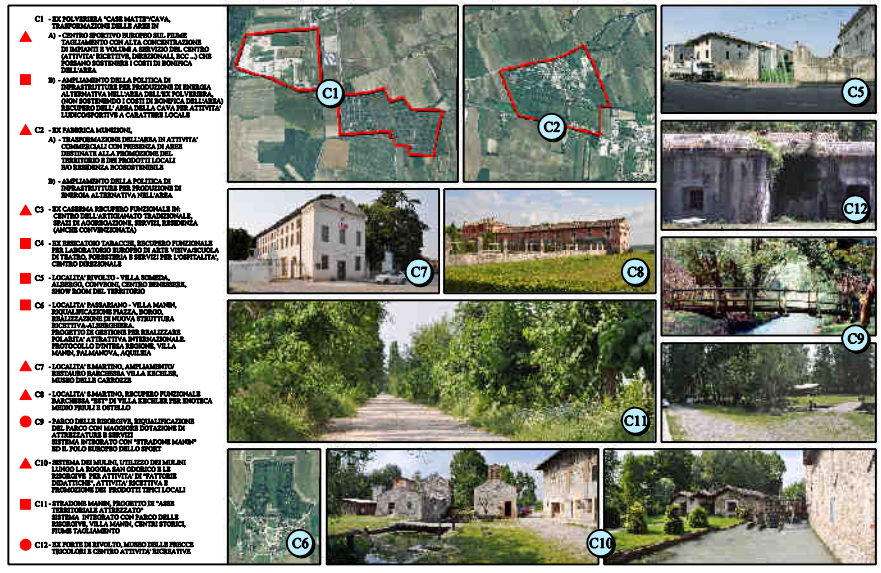 C1 - EX POLVERIERA "CASE MATTE"/CAVA,
TRASFORMAZIONE DELLE AREE IN
A) - CENTRO SPORTIVO EUROPEO SUL FIUME
TAGLIAMENTO CON ALTA CONCENTRAZIONE
DI IMPIANTI E VOLUMI A SERVIZIO DEL CENTRO
(ATTIVITA' RICETTIVE, DIREZIONALI, ECC ...) CHE
POSSANO SOSTENERE I COSTI DI BONIFICA
DELL'AREA
B) - AMPLIAMENTO DELLA POLITICA DI
INFRASTRUTTURE PER PRODUZIONE DI ENERGIA
ALTERNATIVA NELL'AREA DELL'EX POLVERIERA,
(NON SOSTENENDO I COSTI DI BONIFICA DELL'AREA)
RECUPERO DELL' AREA DELLA CAVA PER ATTIVITA'
LUDICO/SPORTIVE A CARATTERE LOCALE
C2 - EX FABBRICA MUNIZIONI,
A) - TRASFORMAZIONE DELL'AREA IN ATTIVITA'
COMMERCIALI CON PRESENZA DI AREE
DESTINATE ALLA PROMOZIONE DEL
TERRITORIO E DEI PRODOTTI LOCALI
E/O RESIDENZA ECOSOSTENIBILE
B) - AMPLIAMENTO DELLA POLITICA DI
INFRASTRUTTURE PER PRODUZIONE DI
ENERGIA ALTERNATIVA NELL'AREA
C3 - EX CASERMA RECUPERO FUNZIONALE IN:
CENTRO DELL'ARTIGIANATO TRADIZIONALE,
SPAZI DI AGGREGAZIONE, SERVIZI, RESIDENZA
(ANCHE CONVENZIONATA)
C4 - EX ESSICATOIO TABACCHI, RECUPERO FUNZIONALE
PER LABORATORIO EUROPEO DI ARTE VISIVA/SCUOLA
DI TEATRO, FORESTERIA E SERVIZI PER L'OSPITALITA',
CENTRO DIREZIONALE
C5 - LOCALITA' RIVOLTO - VILLA SOMEDA,
ALBERGO, CONVEGNI, CENTRO BENESSERE,
SHOW ROOM DEL TERRITORIO
C6 - LOCALITA' PASSARIANO - VILLA MANIN,
RIQUALIFICAZIONE PIAZZA, BORGO,
REALIZZAZIONE DI NUOVA STRUTTURA
RICETTIVA-ALBERGHIERA.
PROGETTO DI GESTIONE PER REALIZZARE
POLARITA' ATTRATTIVA INTERNAZIONALE.
PROTOCOLLO D'INTESA REGIONE, VILLA
MANIN, PALMANOVA, AQUILEIA
C7 - LOCALITA' S.MARTINO, AMPLIAMENTO/
RESTAURO BARCHESSA VILLA KECHLER,
MUSEO DELLE CARROZZE
C8 - LOCALITA' S.MARTINO, RECUPERO FUNZIONALE
BARCHESSA "EST" DI VILLA KECHLER PER ENOTECA
MEDIO FRIULI E OSTELLO
C9 - PARCO DELLE RISORGIVE, RIQUALIFICAZIONE
DEL PARCO CON MAGGIORE DOTAZIONE DI
ATTREZZATURE E SERVIZI
SISTEMA INTEGRATO CON "STRADONE MANIN"
ED IL POLO EUROPEO DELLO SPORT
C10 - SISTEMA DEI MULINI, UTILIZZO DEI MULINI
LUNGO LA ROGGIA SAN ODORICO E LE
RISORGIVE PER ATTIVITA' DI "FATTORIE
DIDATTICHE", ATTIVITA' RICETTIVA E
PROMOZIONE DEI PRODOTTI TIPICI LOCALI
C11 - STRADONE MANIN, PROGETTO DI "ASSE
TERRITORIALE ATTREZZATO"
SISTEMA INTEGRATO CON PARCO DELLE
RISORGIVE, VILLA MANIN, CENTRI STORICI,
FIUME TAGLIAMENTO
C12 - EX FORTE DI RIVOLTO, MUSEO DELLE FRECCE
TRICOLORI E CENTRO ATTIVITA' RICREATIVE
C1
C2
C5
C12
C7
C8
C9
C11
C6
C10